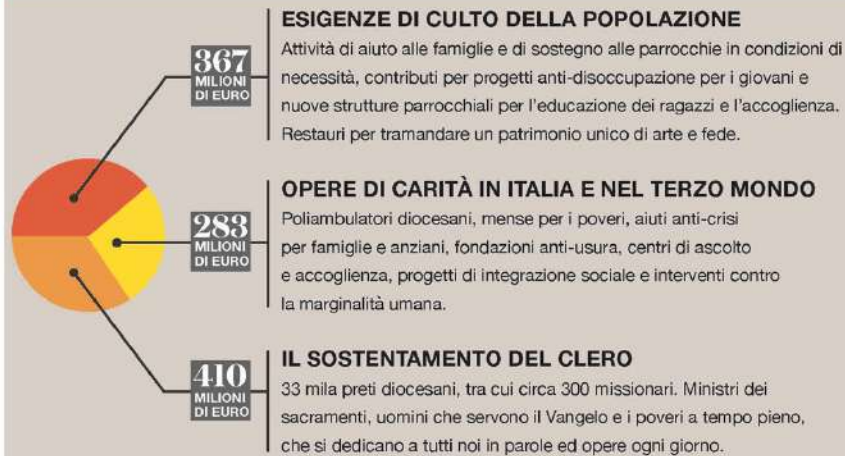 ESIGENZE DI CULTO DELLA POPOLAZIONE
367
MILIONI
DI EURO
Attività di aiuto alle famiglie e di sostegno alle parrocchie in condizioni di
necessità, contributi per progetti anti-disoccupazione per i giovani e
nuove strutture parrocchiali per l'educazione dei ragazzi e l'accoglienza.
Restauri per tramandare un patrimonio unico di arte e fede.
OPERE DI CARITÀ IN ITALIA E NEL TERZO MONDO
283
MILIONI
DI EURO
Poliambulatori diocesani, mense per i poveri, aiuti anti-crisi
per famiglie e anziani, fondazioni anti-usura, centri di ascolto
e accoglienza, progetti di integrazione sociale e interventi contro
la marginalità umana.
IL SOSTENTAMENTO DEL CLERO
410
MILIONI
DI EURO
33 mila preti diocesani, tra cui circa 300 missionari. Ministri dei
sacramenti, uomini che servono il Vangelo e i poveri a tempo pieno,
che si dedicano a tutti noi in parole ed opere ogni giorno.